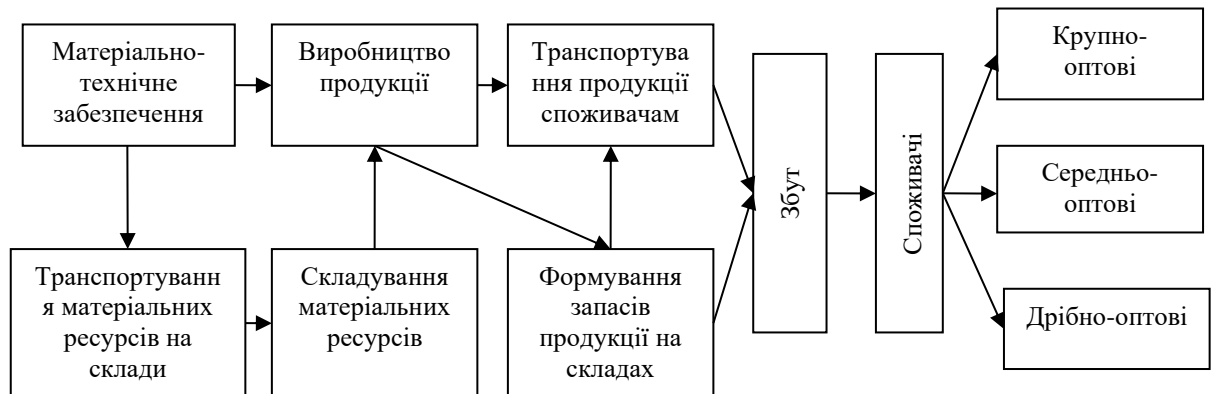 Матеріально-
технічне
забезпечення
Виробництво
продукції
Транспортува
ння продукції
споживачам
Збут
Споживачі
Крупно-
оптові
Середньо-
оптові
Дрібно-оптові
Транспортуванн
я матеріальних
ресурсів на
склади
Складування
матеріальних
ресурсів
Формування
запасів
продукції на
складах